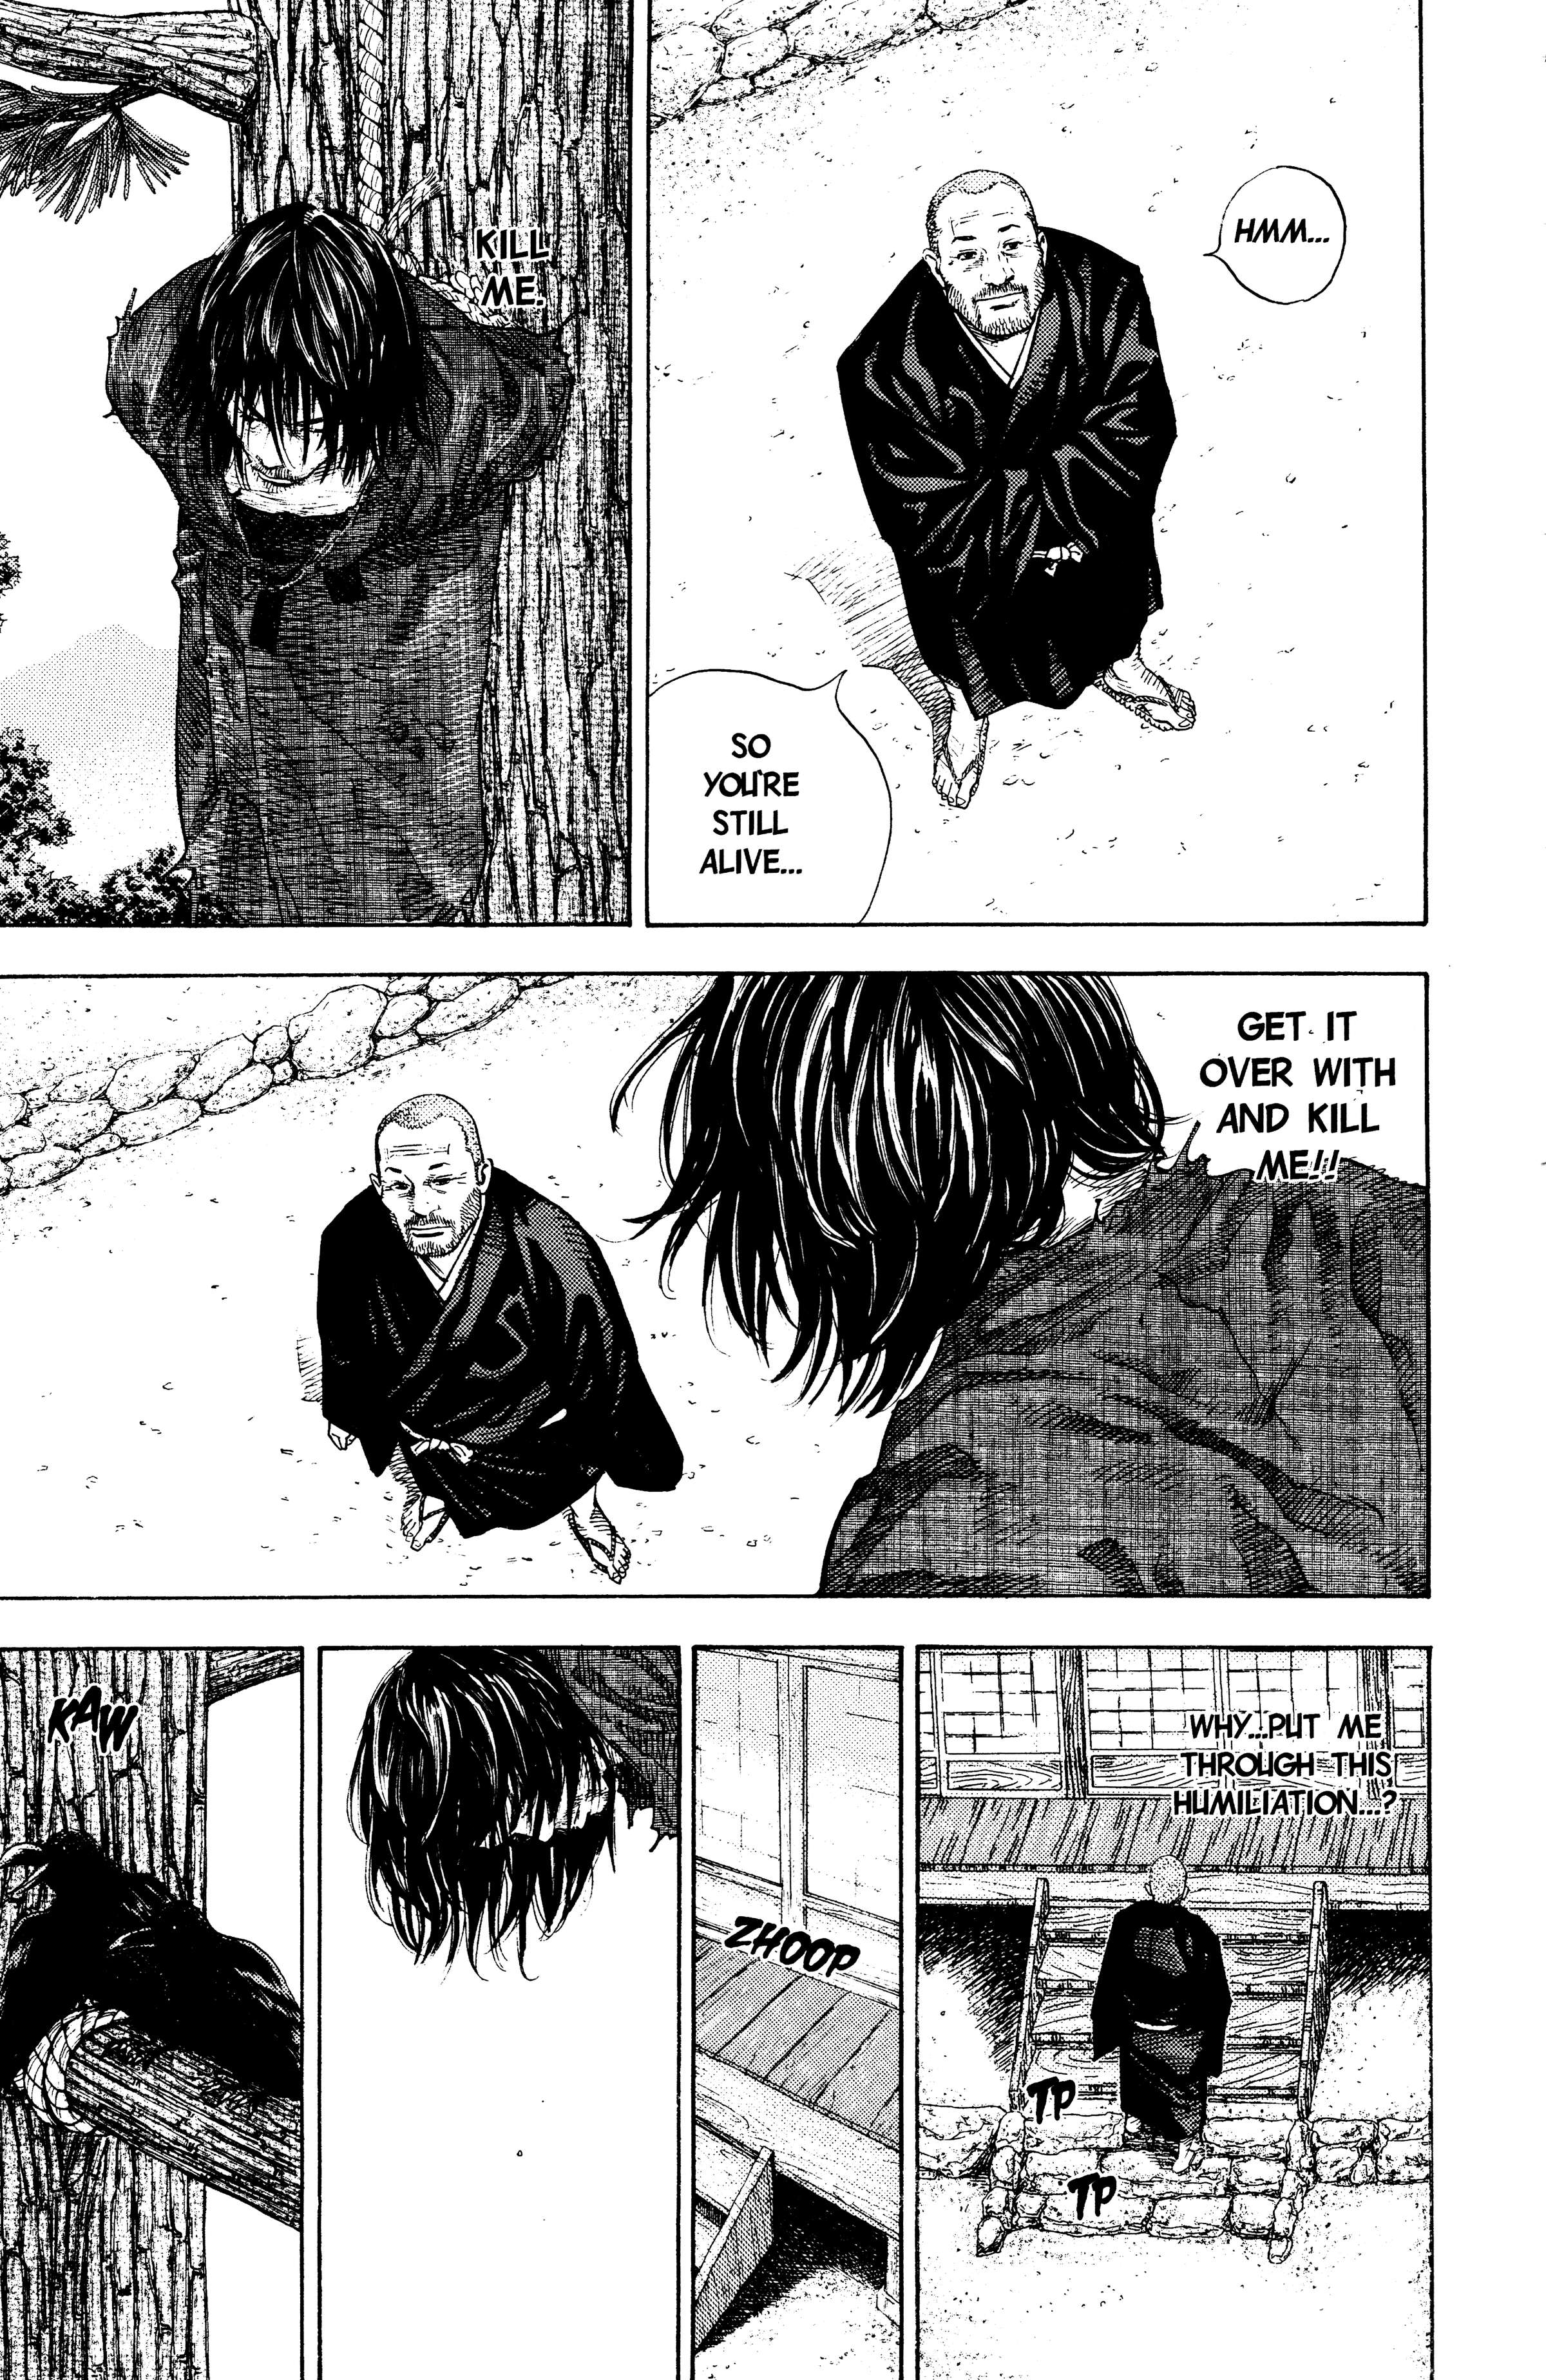 HMM...
SO
YOU'RE
STILL
ALIVE...
KILL
ME.
GET IT
OVER WITH
AND KILL
ME!!
WHY...PUT ME
THROUGH THIS
HUMILIATION...?
TP
TP
ZHOOP
KAW